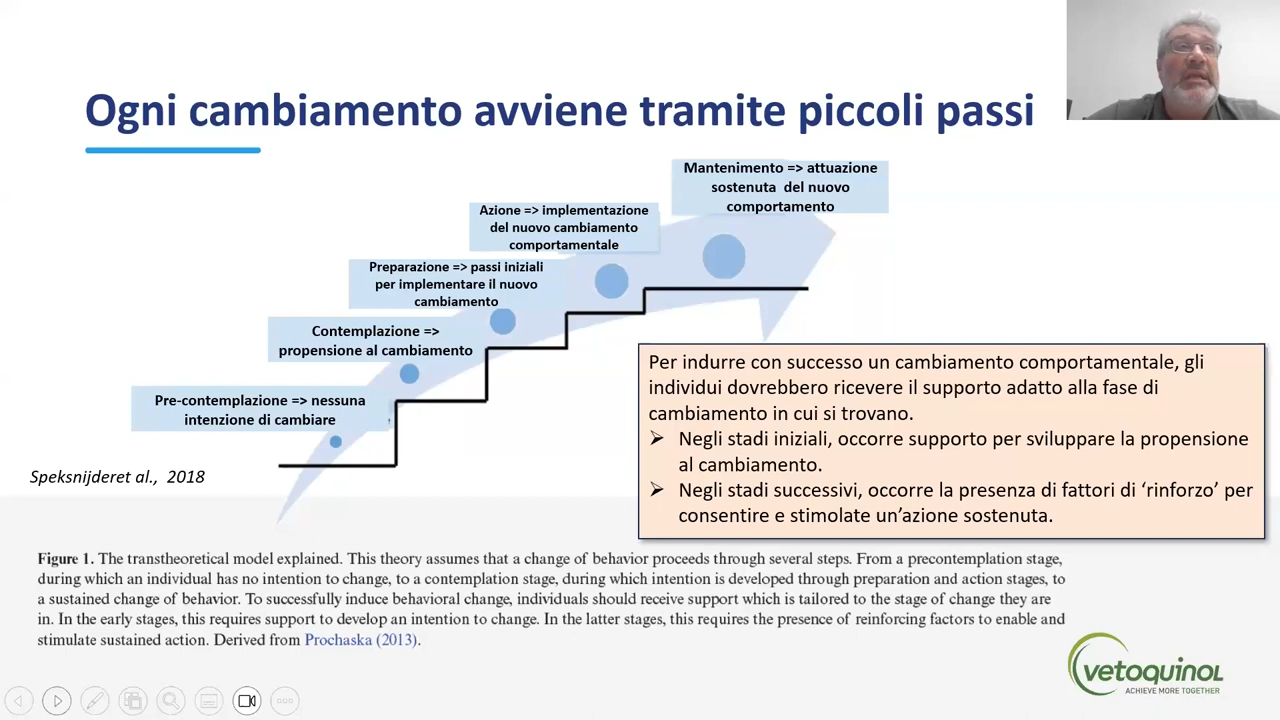 Ogni cambiamento avviene tramite piccoli passi
Mantenimento => attuazione
sostenuta del nuovo
comportamento
Azione => implementazione
del nuovo cambiamento
comportamentale
Preparazione => passi iniziali
per implementare il nuovo
cambiamento
Contemplazione =>
propensione al cambiamento
Pre-contemplazione => nessuna
intenzione di cambiare
Speksnijderet al., 2018
Per indurre con successo un cambiamento comportamentale, gli
individui dovrebbero ricevere il supporto adatto alla fase di
cambiamento in cui si trovano.
➢ Negli stadi iniziali, occorre supporto per sviluppare la propensione
al cambiamento.
➢ Negli stadi successivi, occorre la presenza di fattori di ‘rinforzo’ per
consentire e stimolate un’azione sostenuta.
Figure 1. The transtheoretical model explained. This theory assumes that a change of behavior proceeds through several steps. From a precontemplation stage,
during which an individual has no intention to change, to a contemplation stage, during which intention is developed through preparation and action stages, to
a sustained change of behavior. To successfully induce behavioral change, individuals should receive support which is tailored to the stage of change they are
in. In the early stages, this requires support to develop an intention to change. In the latter stages, this requires the presence of reinforcing factors to enable and
stimulate sustained action. Derived from Prochaska (2013).
vetoquinol
ACHIEVE MORE TOGETHER